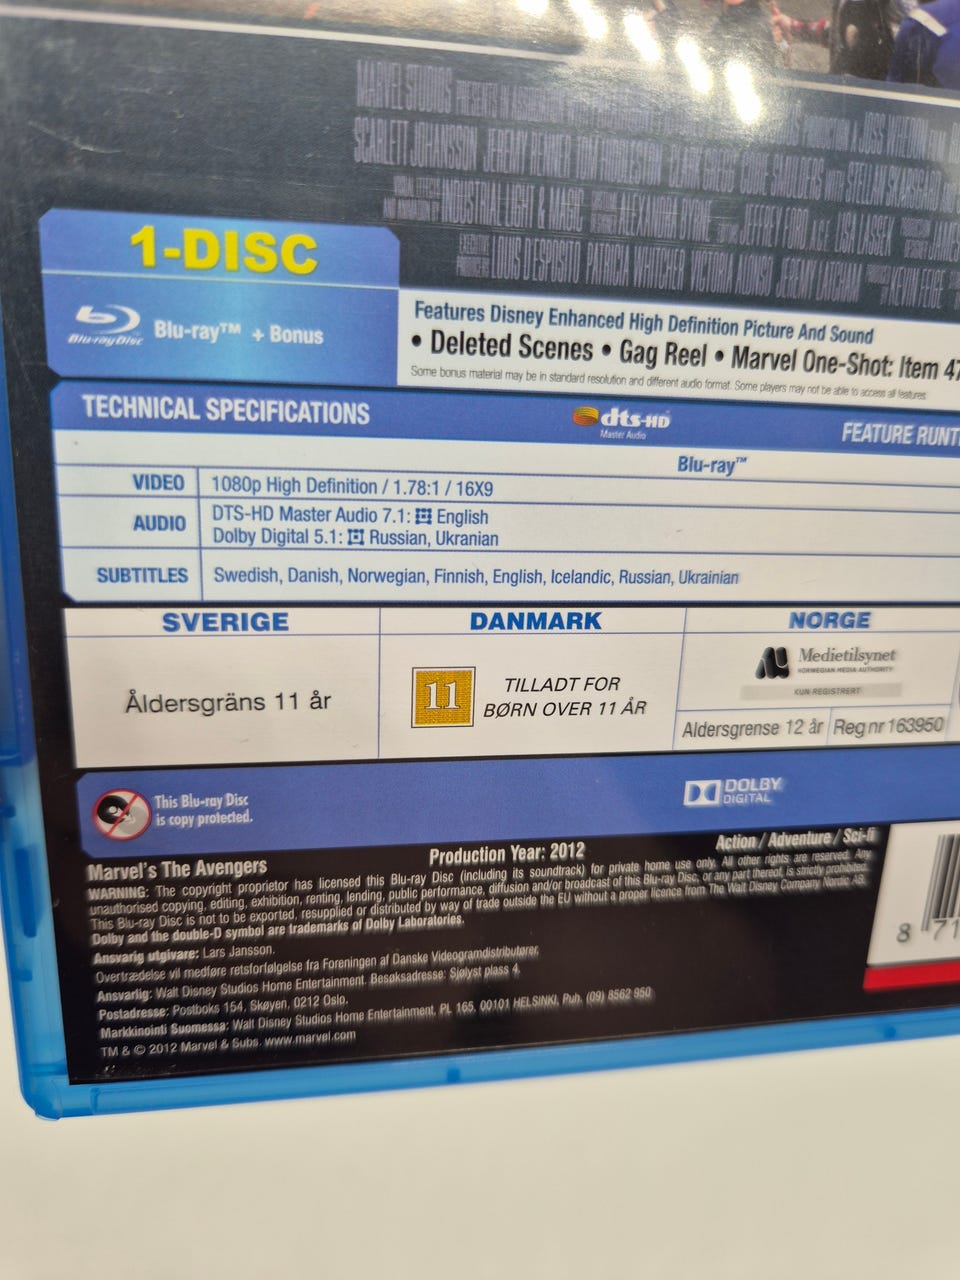 MARVEL STUDIOS
SCARLETT JOHANSSON JEREMY RENNER
INDUSTRIAL LIGHT & MAGIC JEFFREY FORD A.C.E. LISA LASSEK
LOUIS D'ESPOSITO PATRICIA WHITCHER VICTORIA ALONSO JEREMY LATCHAM KEVIN FEIGE
1-DISC
Blu-ray Disc
Blu-ray™ + Bonus
Features Disney Enhanced High Definition Picture And Sound
• Deleted Scenes • Gag Reel • Marvel One-Shot: Item 47
Some bonus material may be in standard resolution and different audio format. Some players may not be able to access all features.
TECHNICAL SPECIFICATIONS
dts-HD
Master Audio
FEATURE RUNT
Blu-ray™
VIDEO 1080p High Definition / 1.78:1 / 16X9
AUDIO DTS-HD Master Audio 7.1: English
Dolby Digital 5.1: Russian, Ukranian
SUBTITLES Swedish, Danish, Norwegian, Finnish, English, Icelandic, Russian, Ukrainian
SVERIGE DANMARK NORGE
Åldersgräns 11 år
11 TILLADT FOR
BØRN OVER 11 ÅR
Medietilsynet
NORWEGIAN MEDIA AUTHORITY
KUN REGISTRERT
Aldersgrense 12 år Reg nr 163950
This Blu-ray Disc
is copy protected.
DOLBY
DIGITAL
Marvel's The Avengers Production Year: 2012 Action / Adventure / Sci-fi
WARNING: The copyright proprietor has licensed this Blu-ray Disc (including its soundtrack) for private home use only. All other rights are reserved. Any
unauthorised copying, editing, exhibition, renting, lending, public performance, diffusion and/or broadcast of this Blu-ray Disc, or any part thereof, is strictly prohibited.
This Blu-ray Disc is not to be exported, resupplied or distributed by way of trade outside the EU without a proper licence from The Walt Disney Company Nordic AB.
Dolby and the double-D symbol are trademarks of Dolby Laboratories.
Ansvarig utgivare: Lars Jansson.
Overtrædelse vil medføre retsforfølgelse fra Foreningen af Danske Videogramdistributører.
Ansvarlig: Walt Disney Studios Home Entertainment. Besøksadresse: Sjølyst plass 4.
Postadresse: Postboks 154, Skøyen, 0212 Oslo.
Markkinointi Suomessa: Walt Disney Studios Home Entertainment, PL 165, 00101 HELSINKI, Puh. (09) 8562 950
TM & © 2012 Marvel & Subs. www.marvel.com
8 71